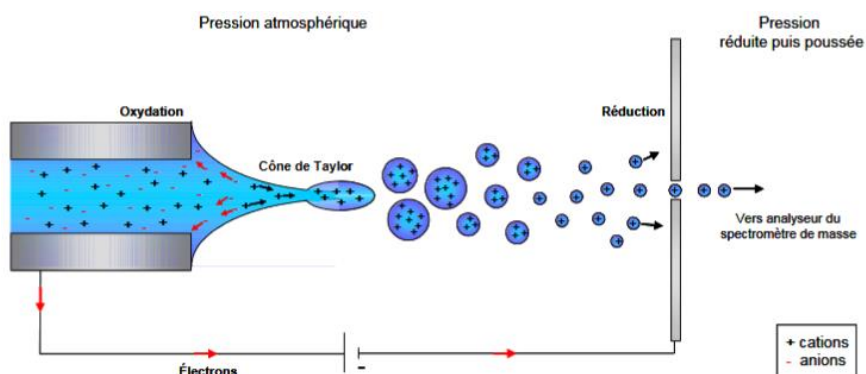 Pression atmosphérique
Pression
réduite puis poussée
Oxydation
Réduction
Cône de Taylor
Vers analyseur du
spectromètre de masse
Électrons
-
+ cations
- anions